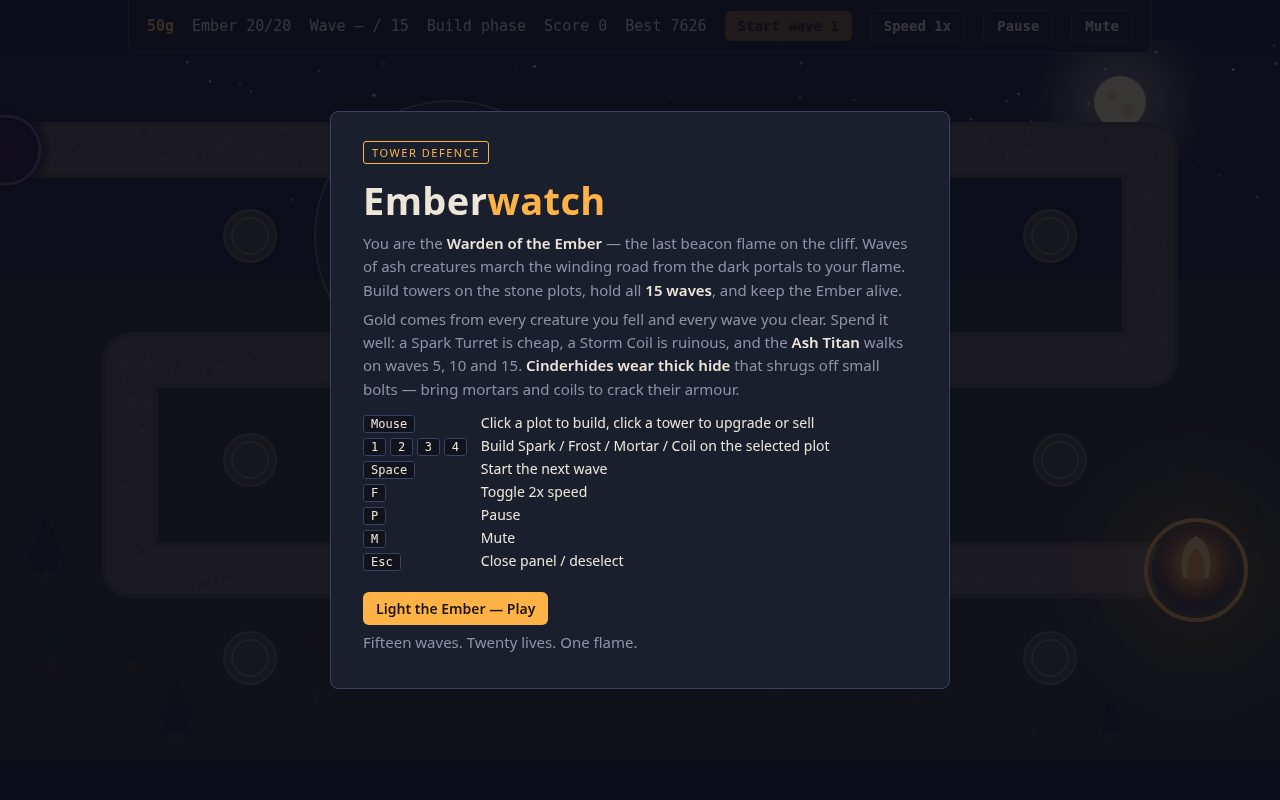 50g Ember 20/20 Wave — / 15 Build phase Score 0 Best 7626 Start wave 1 Speed 1x Pause Mute
TOWER DEFENCE
Emberwatch
You are the Warden of the Ember — the last beacon flame on the cliff. Waves
of ash creatures march the winding road from the dark portals to your flame.
Build towers on the stone plots, hold all 15 waves, and keep the Ember alive.
Gold comes from every creature you fell and every wave you clear. Spend it
well: a Spark Turret is cheap, a Storm Coil is ruinous, and the Ash Titan walks
on waves 5, 10 and 15. Cinderhides wear thick hide that shrugs off small
bolts — bring mortars and coils to crack their armour.
Mouse Click a plot to build, click a tower to upgrade or sell
1 2 3 4 Build Spark / Frost / Mortar / Coil on the selected plot
Space Start the next wave
F Toggle 2x speed
P Pause
M Mute
Esc Close panel / deselect
Light the Ember — Play
Fifteen waves. Twenty lives. One flame.